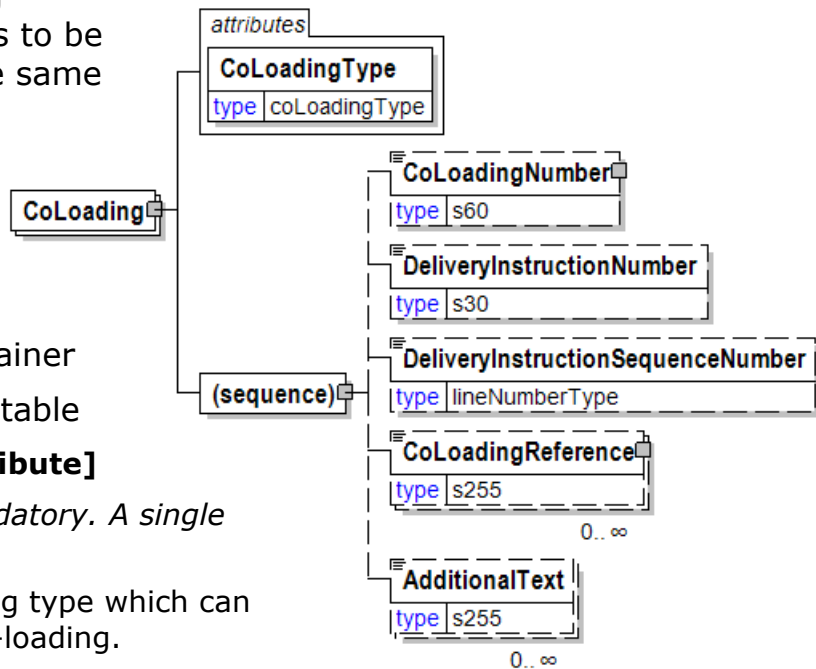 s to be
e same
ainer
table
ibute]
datory. A single
g type which can
-loading.
attributes
CoLoadingType
type coLoadingType
CoLoading
(sequence)
CoLoadingNumber
type s60
DeliveryInstructionNumber
type s30
DeliveryInstructionSequenceNumber
type lineNumberType
CoLoadingReference
type s255
0.. ∞
AdditionalText
type s255
0.. ∞